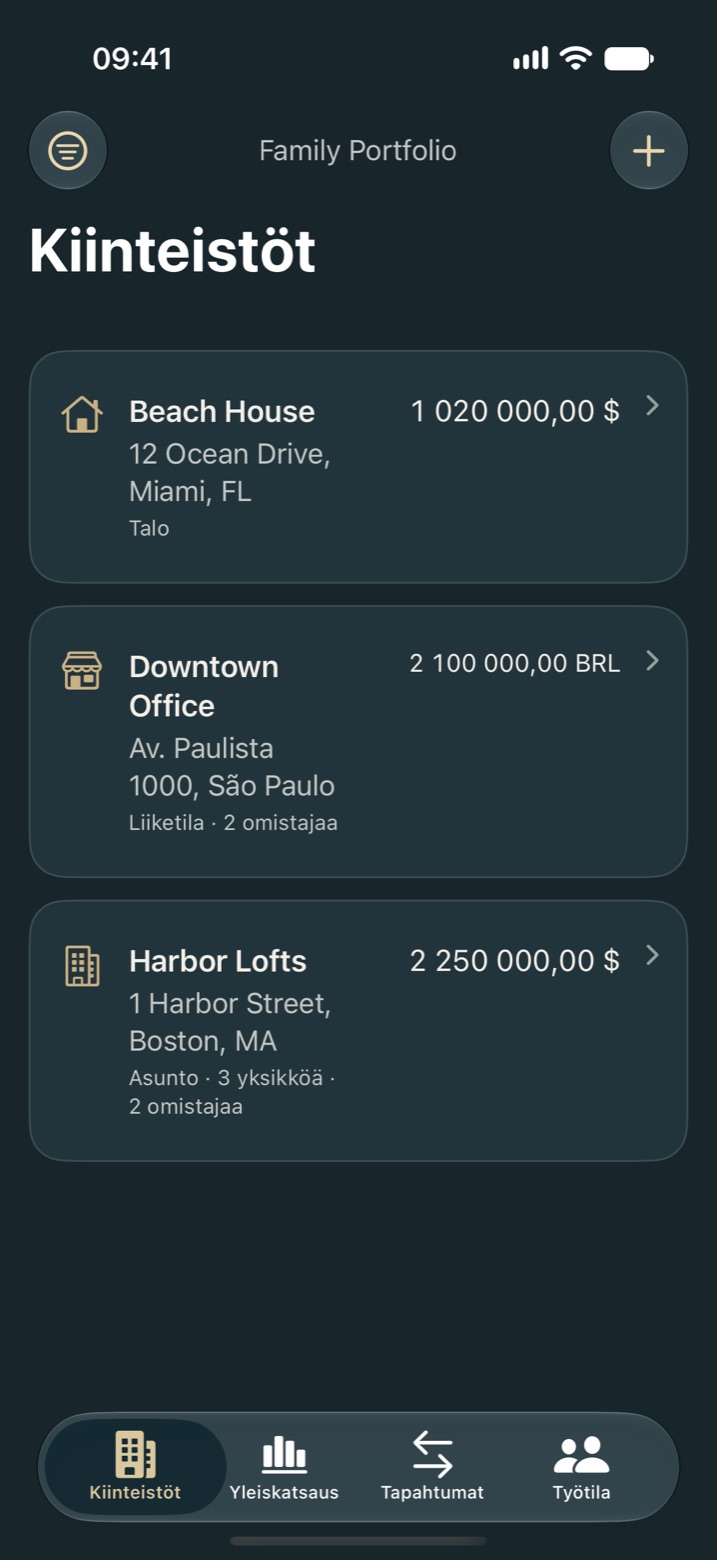 09:41
Family Portfolio
Kiinteistöt
Beach House
1 020 000,00 $
12 Ocean Drive,
Miami, FL
Talo
Downtown
Office
2 100 000,00 BRL
Av. Paulista
1000, São Paulo
Liiketila · 2 omistajaa
Harbor Lofts
2 250 000,00 $
1 Harbor Street,
Boston, MA
Asunto · 3 yksikköä ·
2 omistajaa
Kiinteistöt
Yleiskatsaus
Tapahtumat
Työtila